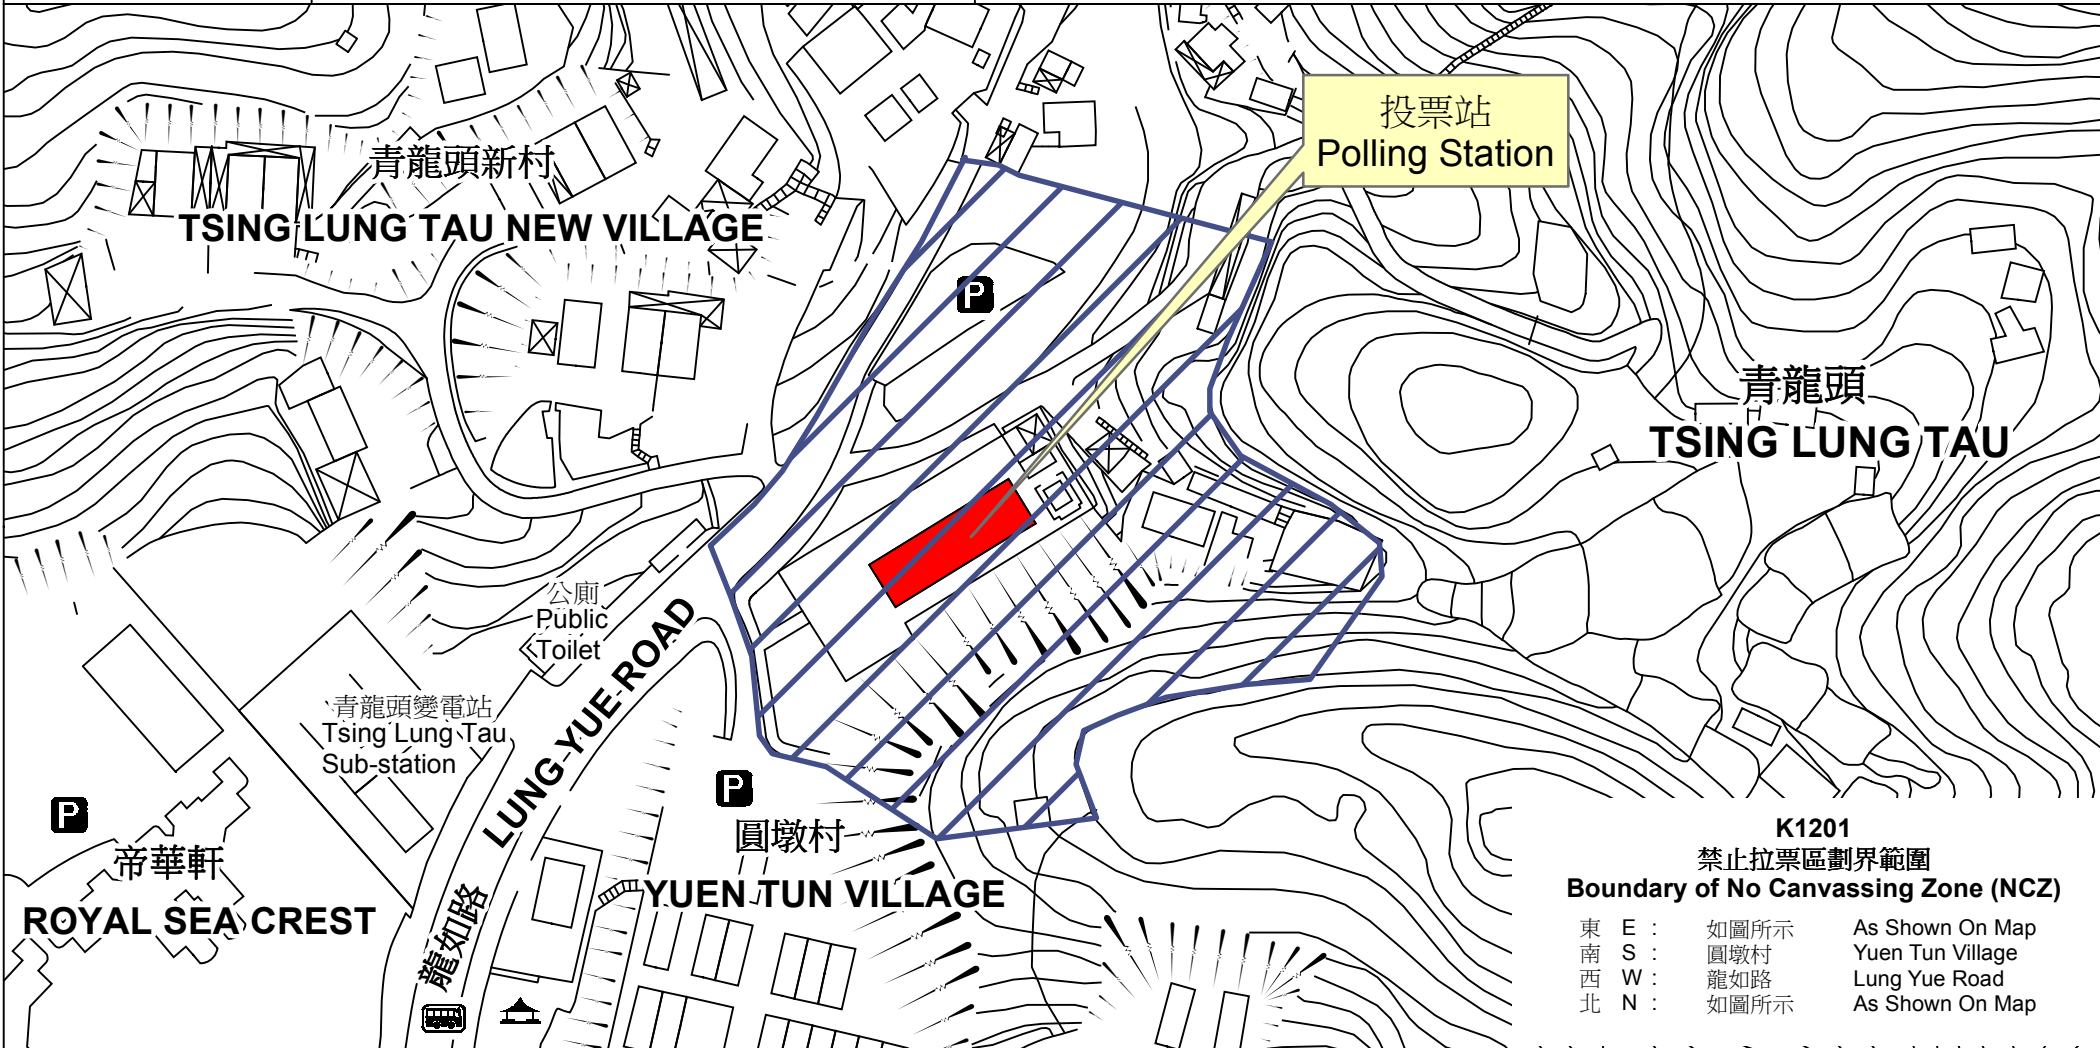 投票站
Polling Station
青龍頭新村
TSING LUNG TAU NEW VILLAGE
P
青龍頭
TSING LUNG TAU
公廁
Public
Toilet
青龍頭變電站
Tsing Lung Tau
Sub-station
LUNG YUE ROAD
龍如路
P
圓墩村
YUEN TUN VILLAGE
P
帝華軒
ROYAL SEA CREST
K1201
禁止拉票區劃界範圍
Boundary of No Canvassing Zone (NCZ)
東 E : 如圖所示 As Shown On Map
南 S : 圓墩村 Yuen Tun Village
西 W : 龍如路 Lung Yue Road
北 N : 如圖所示 As Shown On Map